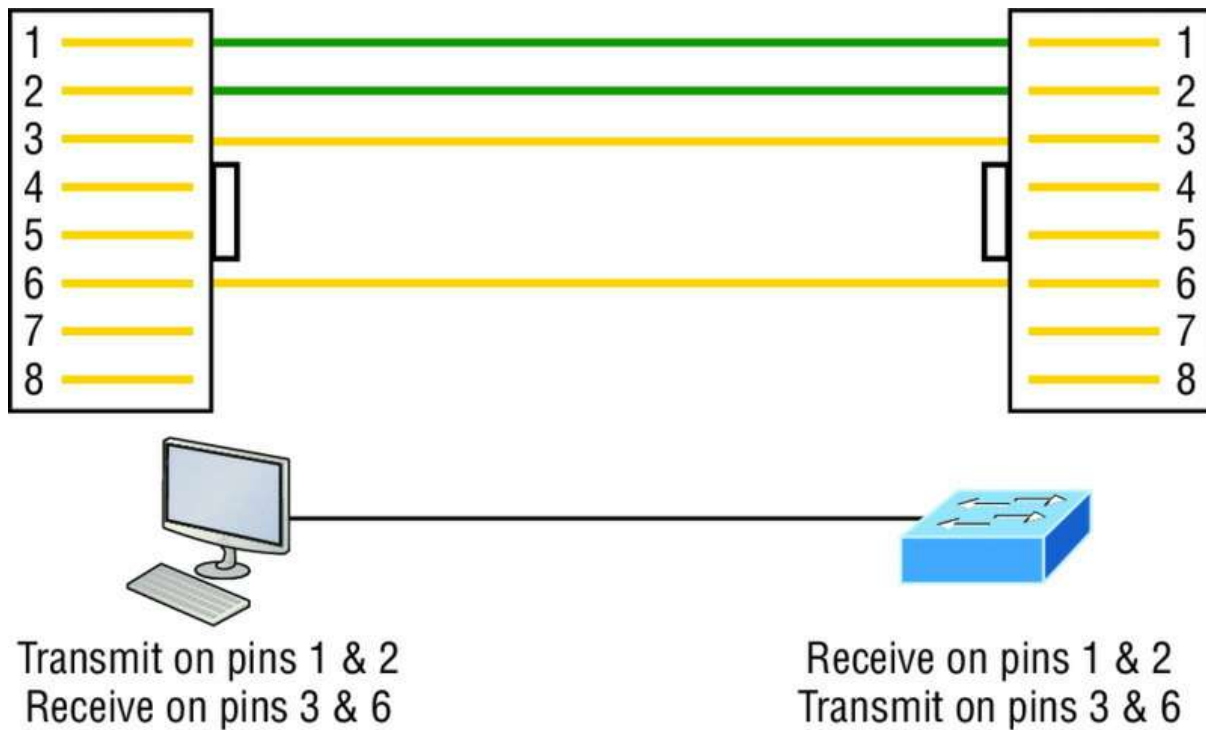 1 1
2 2
3 3
4 4
5 5
6 6
7 7
8 8
Transmit on pins 1 & 2
Receive on pins 3 & 6
Receive on pins 1 & 2
Transmit on pins 3 & 6